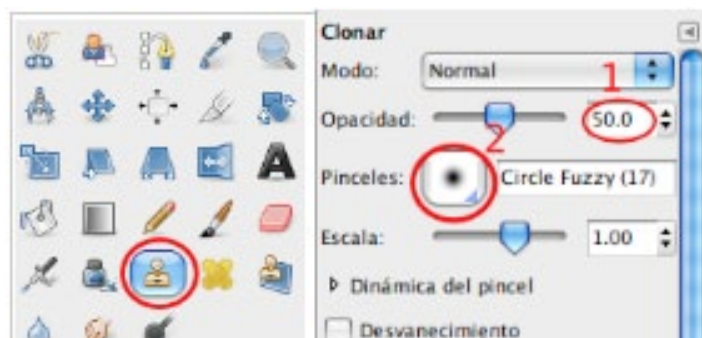 Clonar
Modo: Normal
1
Opacidad: 50.0
2
Pinceles: Circle Fuzzy (17)
Escala: 1.00
Dinámica del pincel
Desvanecimiento